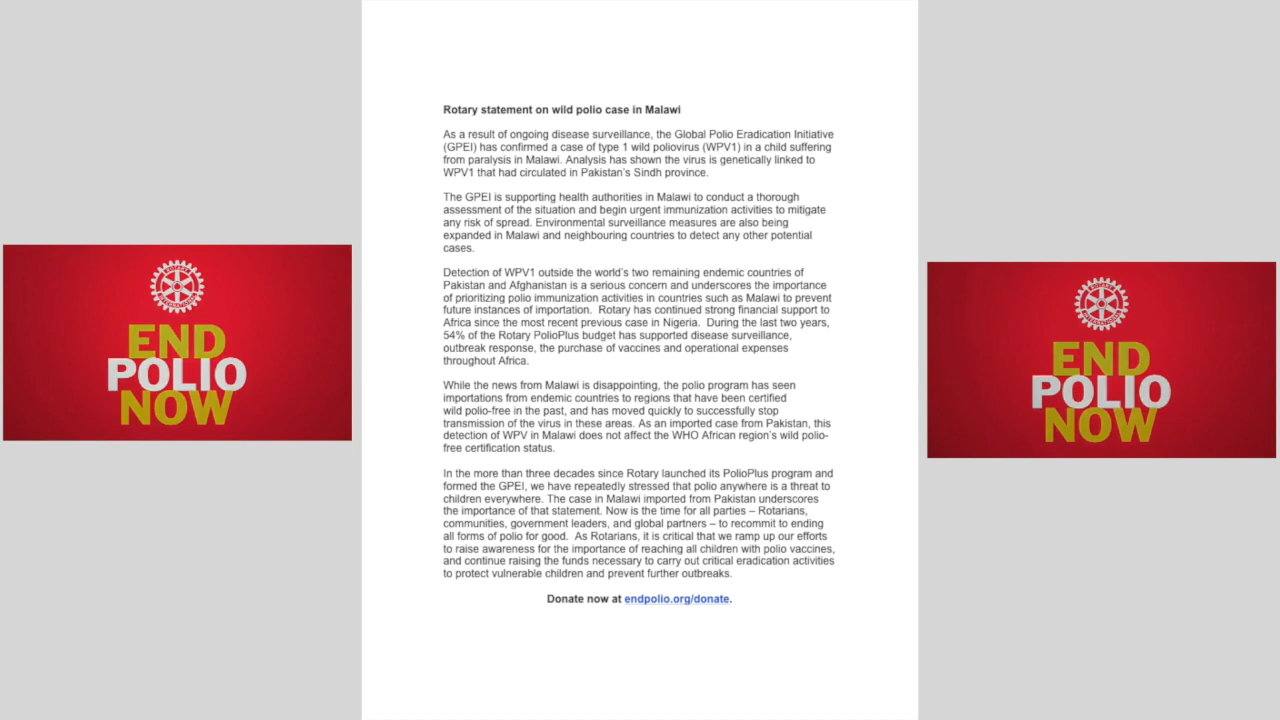 Rotary statement on wild polio case in Malawi
As a result of ongoing disease surveillance, the Global Polio Eradication Initiative
(GPEI) has confirmed a case of type 1 wild poliovirus (WPV1) in a child suffering
from paralysis in Malawi. Analysis has shown the virus is genetically linked to
WPV1 that had circulated in Pakistan's Sindh province.
The GPEI is supporting health authorities in Malawi to conduct a thorough
assessment of the situation and begin urgent immunization activities to mitigate
any risk of spread. Environmental surveillance measures are also being
expanded in Malawi and neighbouring countries to detect any other potential
cases.
Detection of WPV1 outside the world's two remaining endemic countries of
Pakistan and Afghanistan is a serious concern and underscores the importance
of prioritizing polio immunization activities in countries such as Malawi to prevent
future instances of importation.  Rotary has continued strong financial support to
Africa since the most recent previous case in Nigeria.  During the last two years,
54% of the Rotary PolioPlus budget has supported disease surveillance,
outbreak response, the purchase of vaccines and operational expenses
throughout Africa.
While the news from Malawi is disappointing, the polio program has seen
importations from endemic countries to regions that have been certified
wild polio-free in the past, and has moved quickly to successfully stop
transmission of the virus in these areas. As an imported case from Pakistan, this
detection of WPV in Malawi does not affect the WHO African region's wild polio-
free certification status.
In the more than three decades since Rotary launched its PolioPlus program and
formed the GPEI, we have repeatedly stressed that polio anywhere is a threat to
children everywhere. The case in Malawi imported from Pakistan underscores
the importance of that statement. Now is the time for all parties – Rotarians,
communities, government leaders, and global partners – to recommit to ending
all forms of polio for good.  As Rotarians, it is critical that we ramp up our efforts
to raise awareness for the importance of reaching all children with polio vaccines,
and continue raising the funds necessary to carry out critical eradication activities
to protect vulnerable children and prevent further outbreaks.
Donate now at endpolio.org/donate.
ROTARY
INTERNATIONAL
END
POLIO
NOW
ROTARY
INTERNATIONAL
END
POLIO
NOW